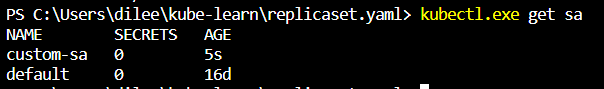 PS C:\Users\dilee\kube-learn\replicaset.yaml> kubectl.exe get sa
NAME SECRETS AGE
custom-sa 0 5s
default 0 16d